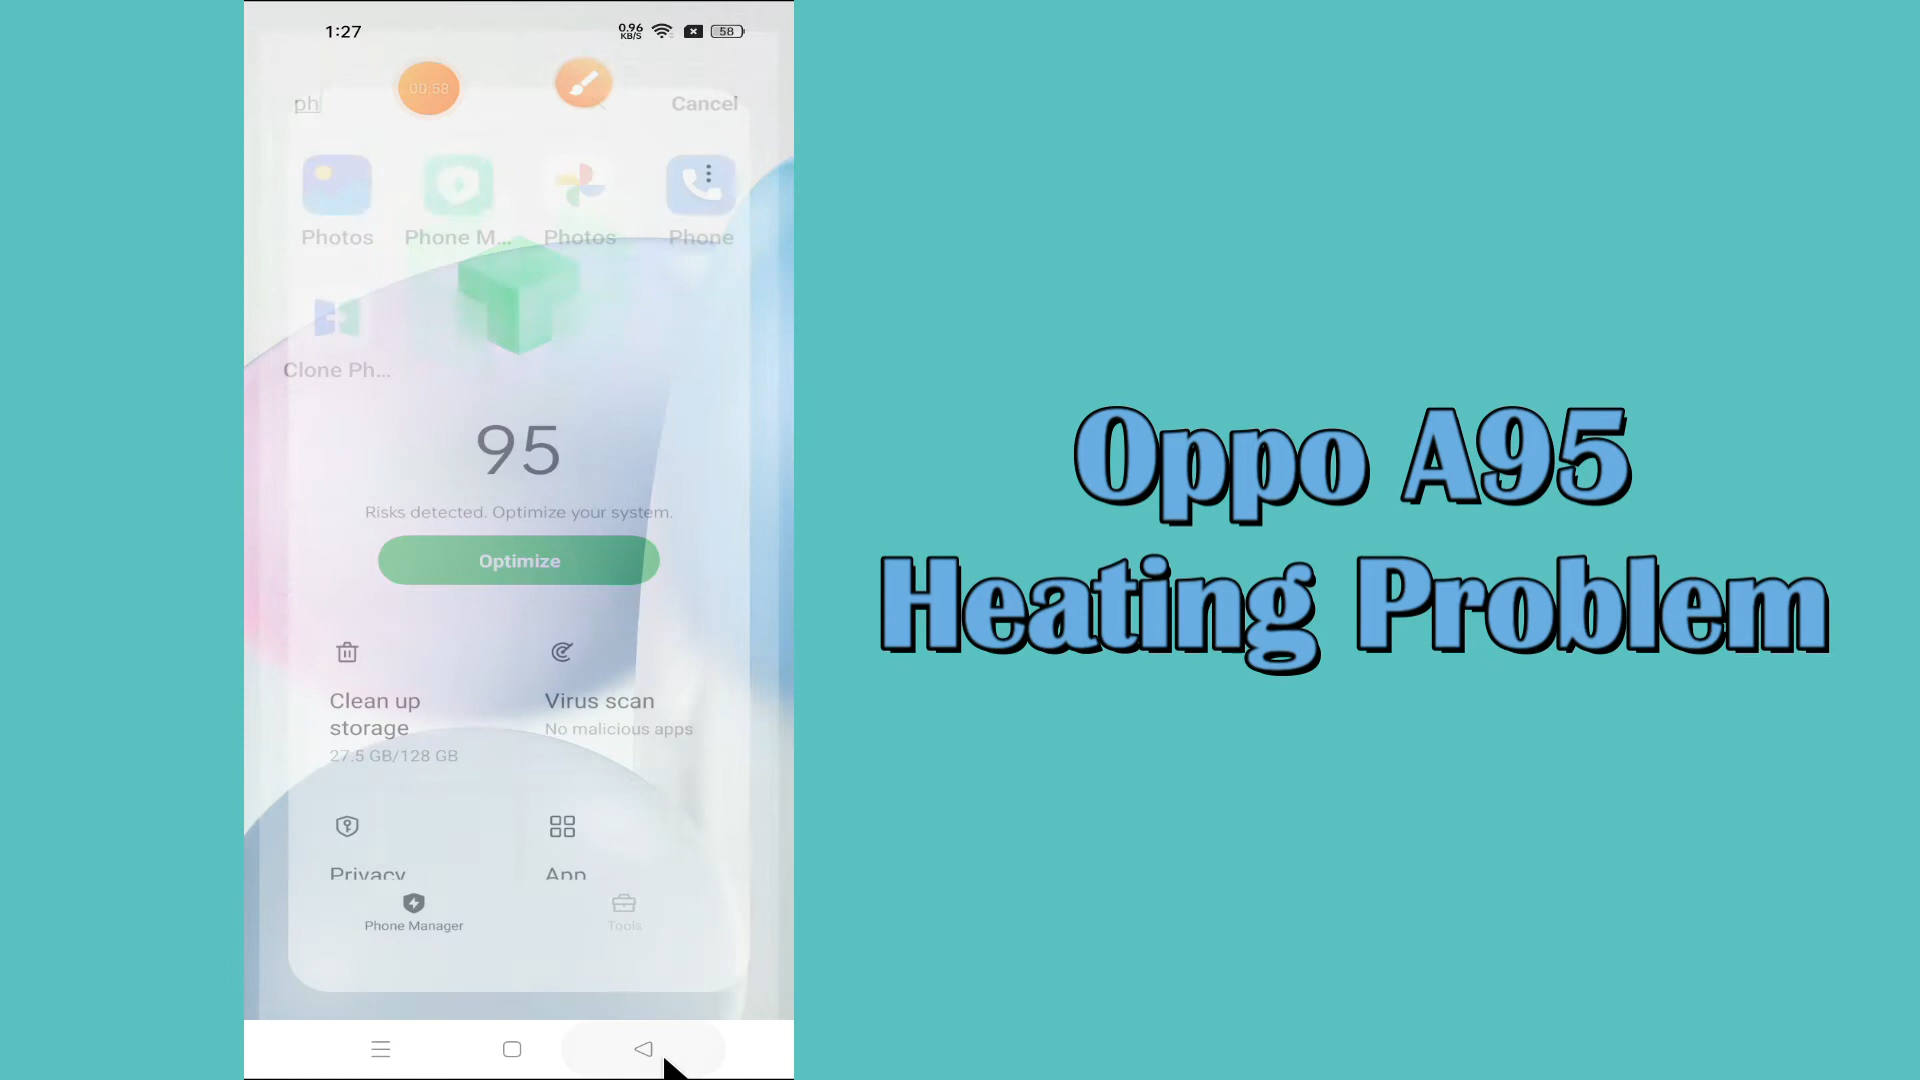 1:27
0.96
KB/S
58
00:58
ph
Cancel
Photos
Phone M...
Photos
Phone
Clone Ph...
95
Risks detected. Optimize your system.
Optimize
Clean up
storage
27.5 GB/128 GB
Virus scan
No malicious apps
Privacy
App
Phone Manager
Tools
Oppo A95
Heating Problem